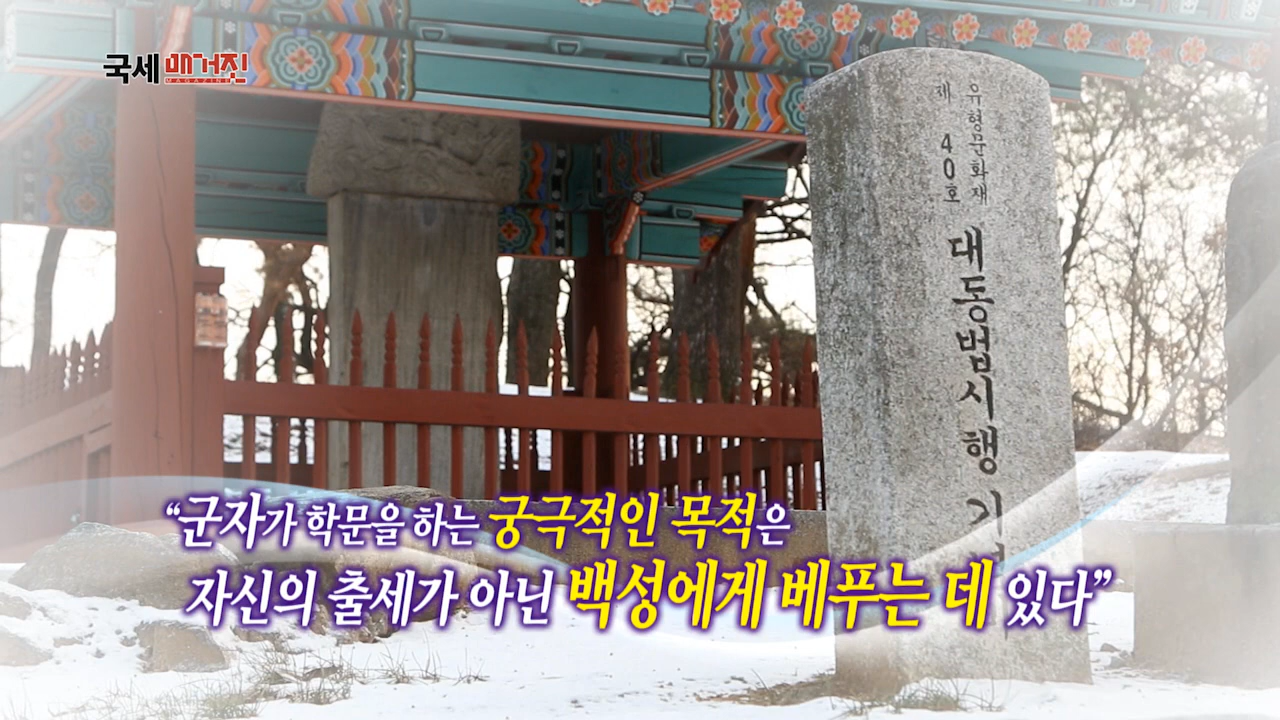 국세 매거진
MAGAZINE
유형문화재
제 40호
대동법시행기
“군자가 학문을 하는 궁극적인 목적은
자신의 출세가 아닌 백성에게 베푸는 데 있다”